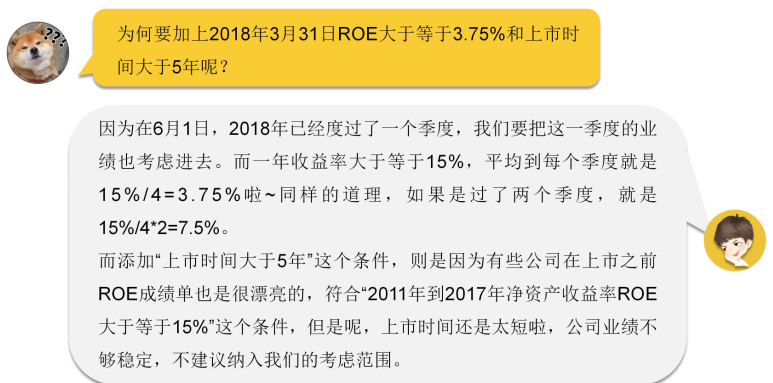 ???
为何要加上2018年3月31日ROE大于等于3.75%和上市时
间大于5年呢？
因为在6月1日，2018年已经度过了一个季度，我们要把这一季度的业
绩也考虑进去。而一年收益率大于等于15%，平均到每个季度就是
15%/4=3.75%啦~同样的道理，如果是过了两个季度，就是
15%/4*2=7.5%。
而添加“上市时间大于5年”这个条件，则是因为有些公司在上市之前
ROE成绩单也是很漂亮的，符合“2011年到2017年净资产收益率ROE
大于等于15%”这个条件，但是呢，上市时间还是太短啦，公司业绩不
够稳定，不建议纳入我们的考虑范围。